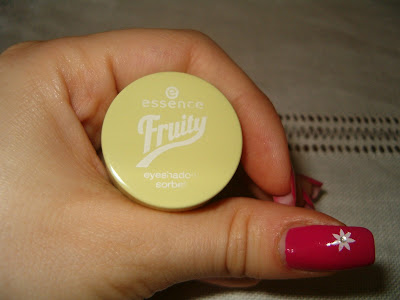 e
essence
Fruity
eyeshadow
sorbet